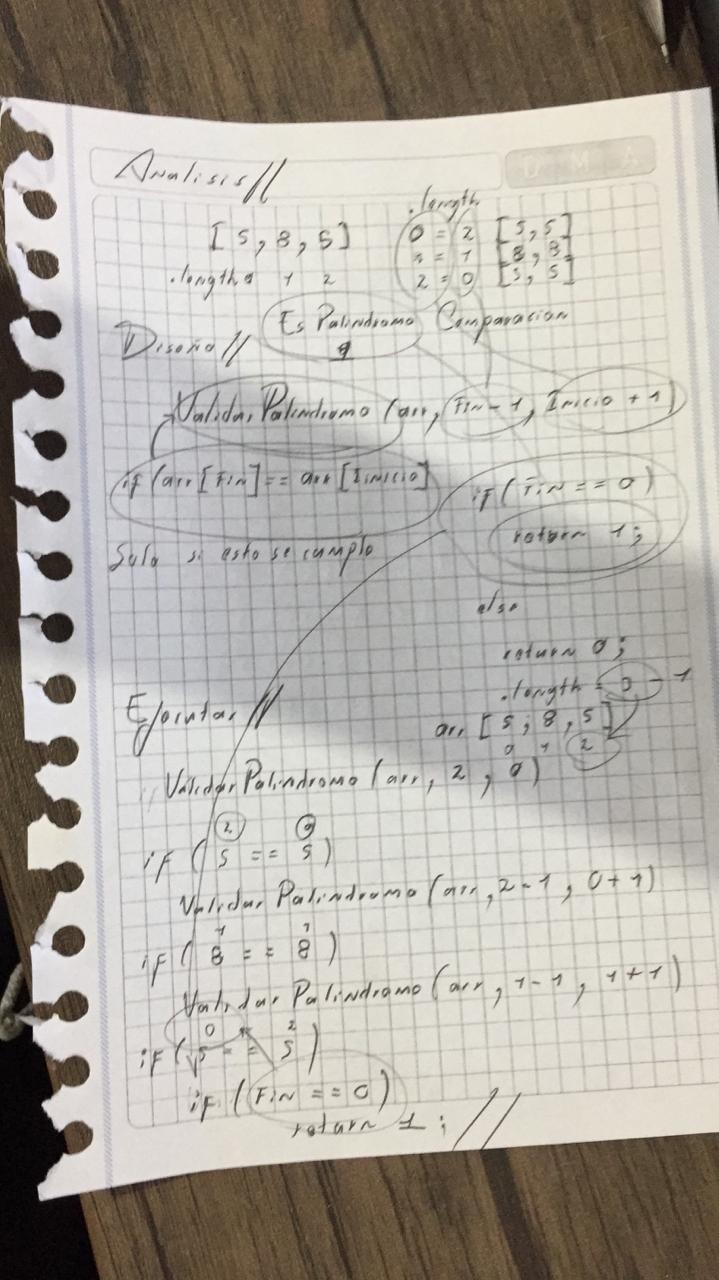 Analisis//
D M A
.length
[5, 8, 5]
0 = 2 [5, 5]
1 = 1 [8, 8]
2 = 0 [5, 5]
.length 0 1 2
Es Palindromo Comparacion
1
Diseño//
Validar Palindromo (arr, Fin-1, Inicio+1)
if (arr[Fin] == arr[Inicio]
if (Fin == 0)
return 1;
Solo si esto se cumple
else
return 0;
.length = 3 - 1
Ejecutar//
arr [5, 8, 5]
0 1 2
Validar Palindromo (arr, 2, 0)
2 0
if (5 == 5)
Validar Palindromo (arr, 2-1, 0+1)
1 1
if (8 == 8)
Validar Palindromo (arr, 1-1, 1+1)
0 2
if (5 == 5)
if (Fin == 0)
return 1; //